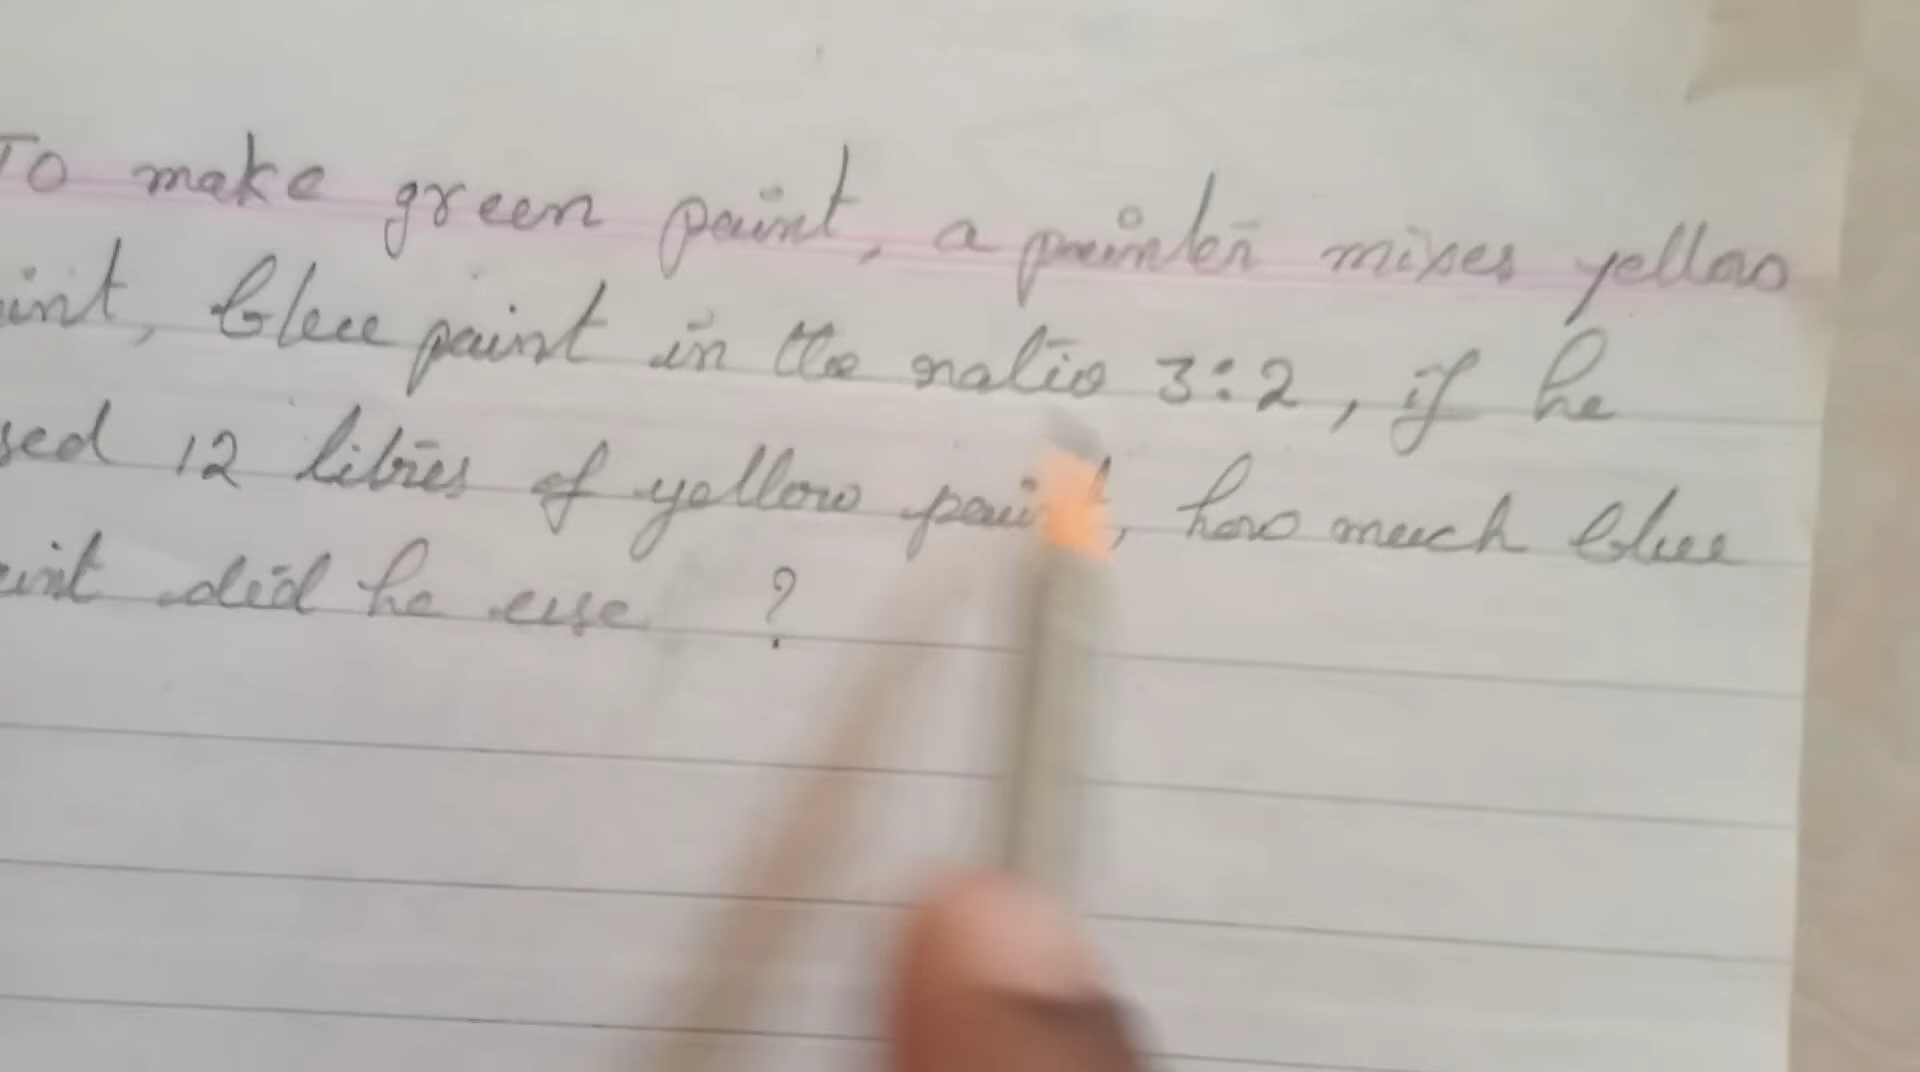 To make green paint, a painter mixes yellow
int, blue paint in the ratio 3:2, if he
sed 12 litres of yellow paint, how much blue
int did he use ?